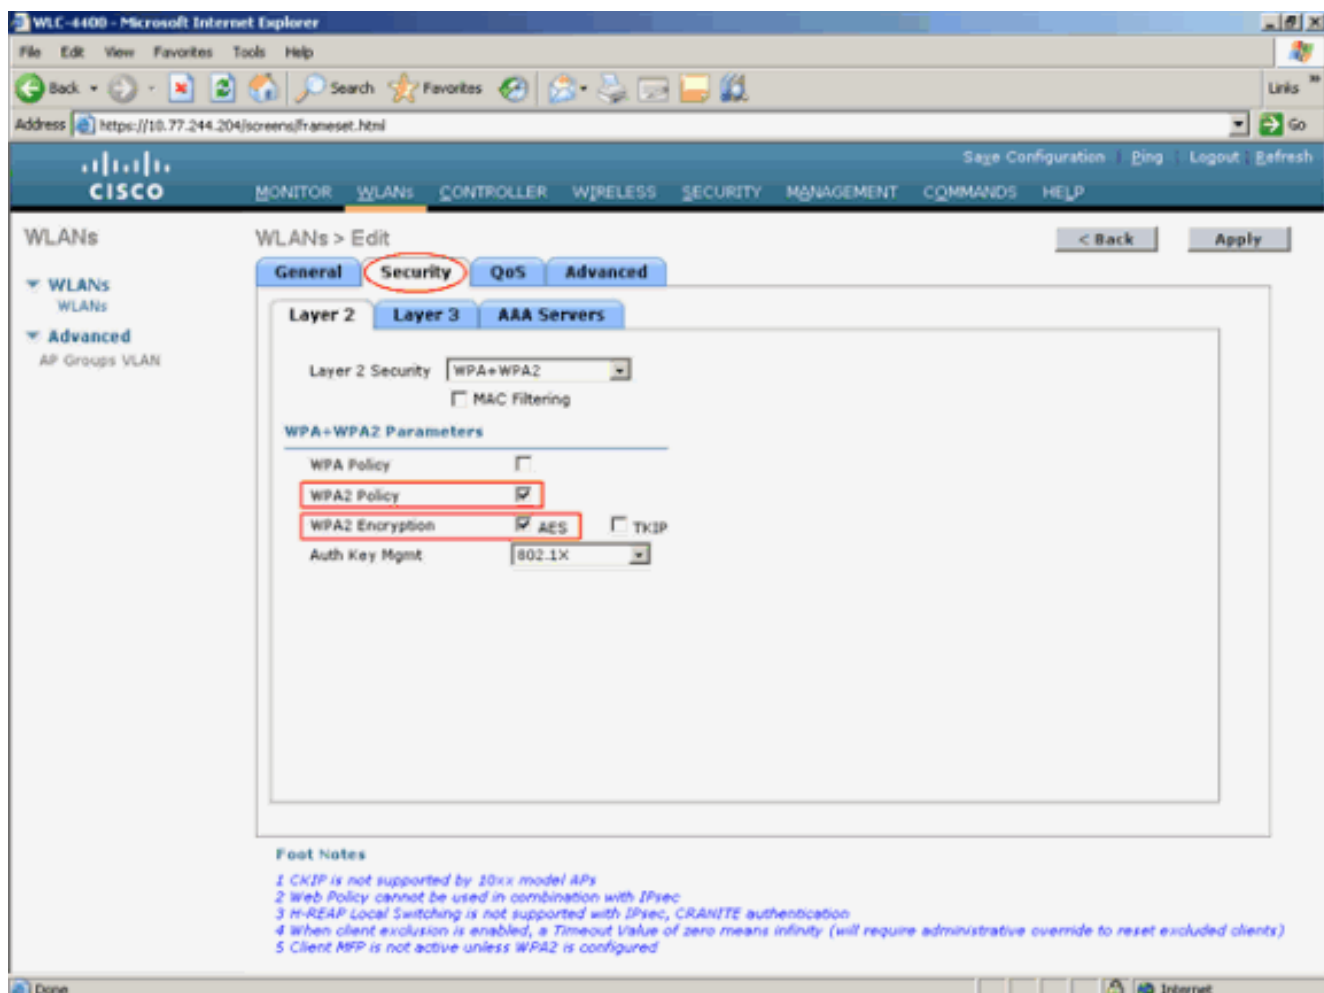 WLC-4400 - Microsoft Internet Explorer
File Edit View Favorites Tools Help
Back Search Favorites Links »
Address https://10.77.244.204/screens/frameset.html Go
Save Configuration | Ping | Logout | Refresh
CISCO MONITOR WLANs CONTROLLER WIRELESS SECURITY MANAGEMENT COMMANDS HELP
WLANs
WLANs > Edit
< Back Apply
General Security QoS Advanced
WLANs
WLANs
Advanced
AP Groups VLAN
Layer 2 Layer 3 AAA Servers
Layer 2 Security WPA+WPA2
MAC Filtering
WPA+WPA2 Parameters
WPA Policy
WPA2 Policy
WPA2 Encryption AES TKIP
Auth Key Mgmt 802.1X
Foot Notes
1 CKIP is not supported by 10xx model APs
2 Web Policy cannot be used in combination with IPsec
3 H-REAP Local Switching is not supported with IPsec, CRANITE authentication
4 When client exclusion is enabled, a Timeout Value of zero means infinity (will require administrative override to reset excluded clients)
5 Client MFP is not active unless WPA2 is configured
Done Internet